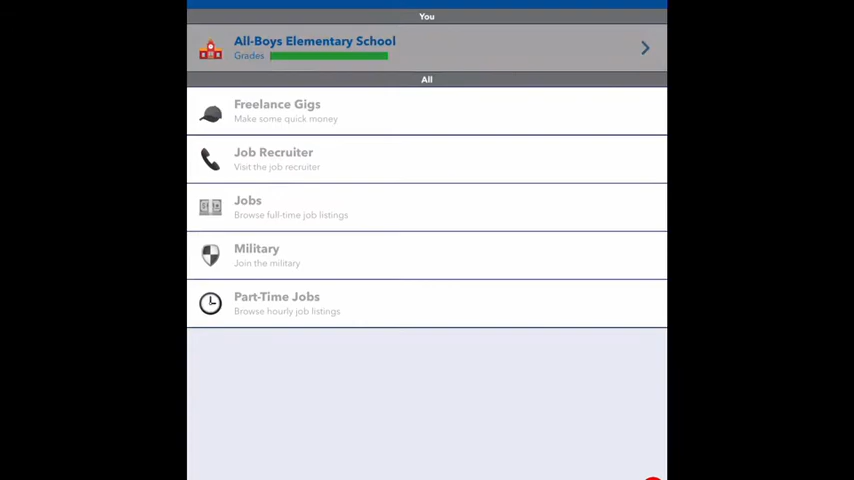 You
All-Boys Elementary School
Grades
All
Freelance Gigs
Make some quick money
Job Recruiter
Visit the job recruiter
Jobs
Browse full-time job listings
Military
Join the military
Part-Time Jobs
Browse hourly job listings